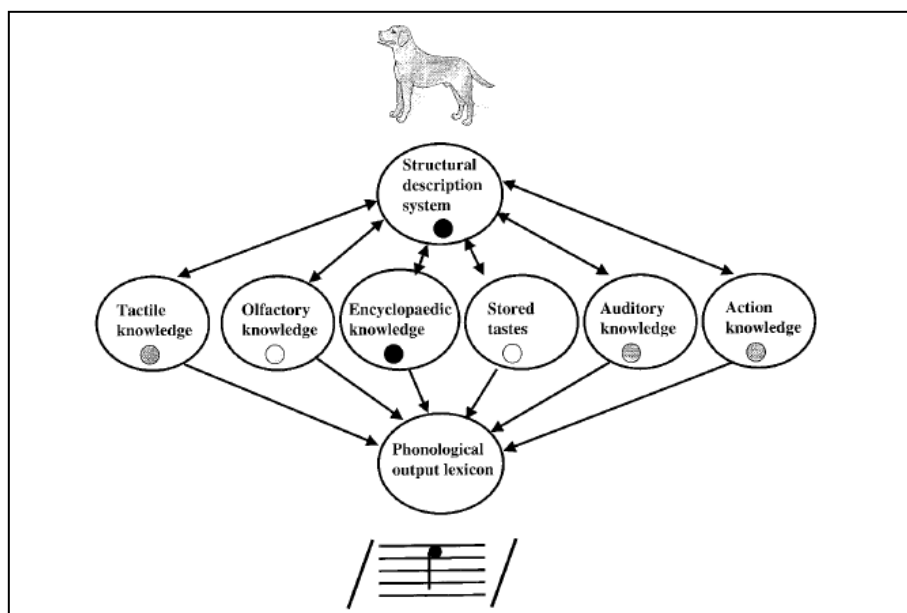 Structural
description
system
Tactile
knowledge
Olfactory
knowledge
Encyclopaedic
knowledge
Stored
tastes
Auditory
knowledge
Action
knowledge
Phonological
output lexicon